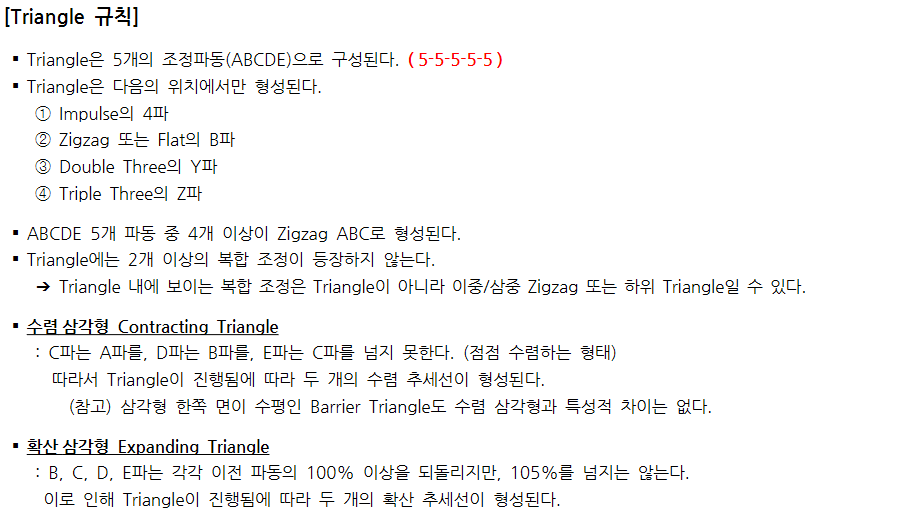 [Triangle 규칙]
▪ Triangle은 5개의 조정파동(ABCDE)으로 구성된다. ( 5-5-5-5-5 )
▪ Triangle은 다음의 위치에서만 형성된다.
① Impulse의 4파
② Zigzag 또는 Flat의 B파
③ Double Three의 Y파
④ Triple Three의 Z파
▪ ABCDE 5개 파동 중 4개 이상이 Zigzag ABC로 형성된다.
▪ Triangle에는 2개 이상의 복합 조정이 등장하지 않는다.
➔ Triangle 내에 보이는 복합 조정은 Triangle이 아니라 이중/삼중 Zigzag 또는 하위 Triangle일 수 있다.
▪ 수렴 삼각형 Contracting Triangle
: C파는 A파를, D파는 B파를, E파는 C파를 넘지 못한다. (점점 수렴하는 형태)
따라서 Triangle이 진행됨에 따라 두 개의 수렴 추세선이 형성된다.
(참고) 삼각형 한쪽 면이 수평인 Barrier Triangle도 수렴 삼각형과 특성적 차이는 없다.
▪ 확산 삼각형 Expanding Triangle
: B, C, D, E파는 각각 이전 파동의 100% 이상을 되돌리지만, 105%를 넘지는 않는다.
이로 인해 Triangle이 진행됨에 따라 두 개의 확산 추세선이 형성된다.